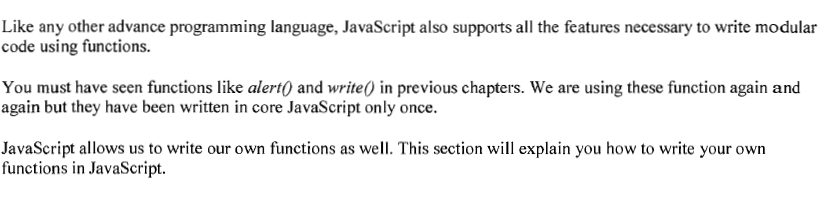 Like any other advance programming language, JavaScript also supports all the features necessary to write modular
code using functions.
You must have seen functions like alert() and write() in previous chapters. We are using these function again and
again but they have been written in core JavaScript only once.
JavaScript allows us to write our own functions as well. This section will explain you how to write your own
functions in JavaScript.